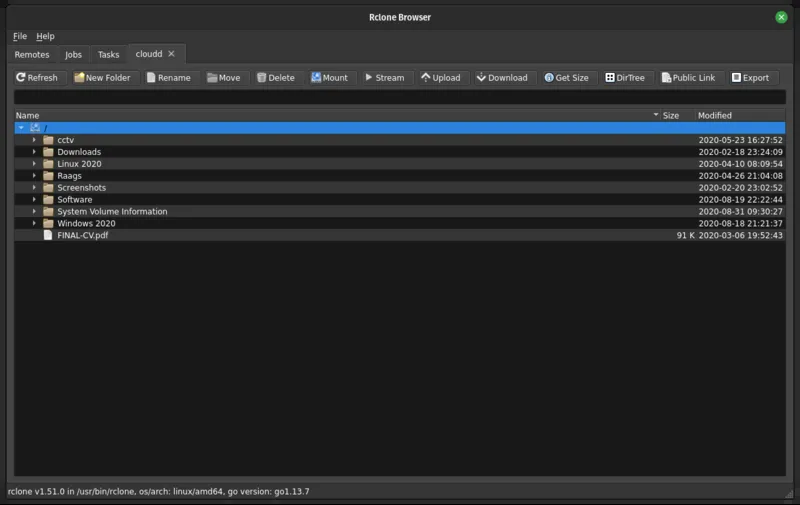 Rclone Browser
File Help
Remotes Jobs Tasks cloudd
Refresh New Folder Rename Move Delete Mount Stream Upload Download Get Size DirTree Public Link Export
Name Size Modified
/
cctv 2020-05-23 16:27:52
Downloads 2020-02-18 23:24:09
Linux 2020 2020-04-10 08:09:54
Raags 2020-04-26 21:04:08
Screenshots 2020-02-20 23:02:52
Software 2020-08-19 22:22:44
System Volume Information 2020-08-31 09:30:27
Windows 2020 2020-08-18 21:21:37
FINAL-CV.pdf 91 K 2020-03-06 19:52:43
rclone v1.51.0 in /usr/bin/rclone, os/arch: linux/amd64, go version: go1.13.7